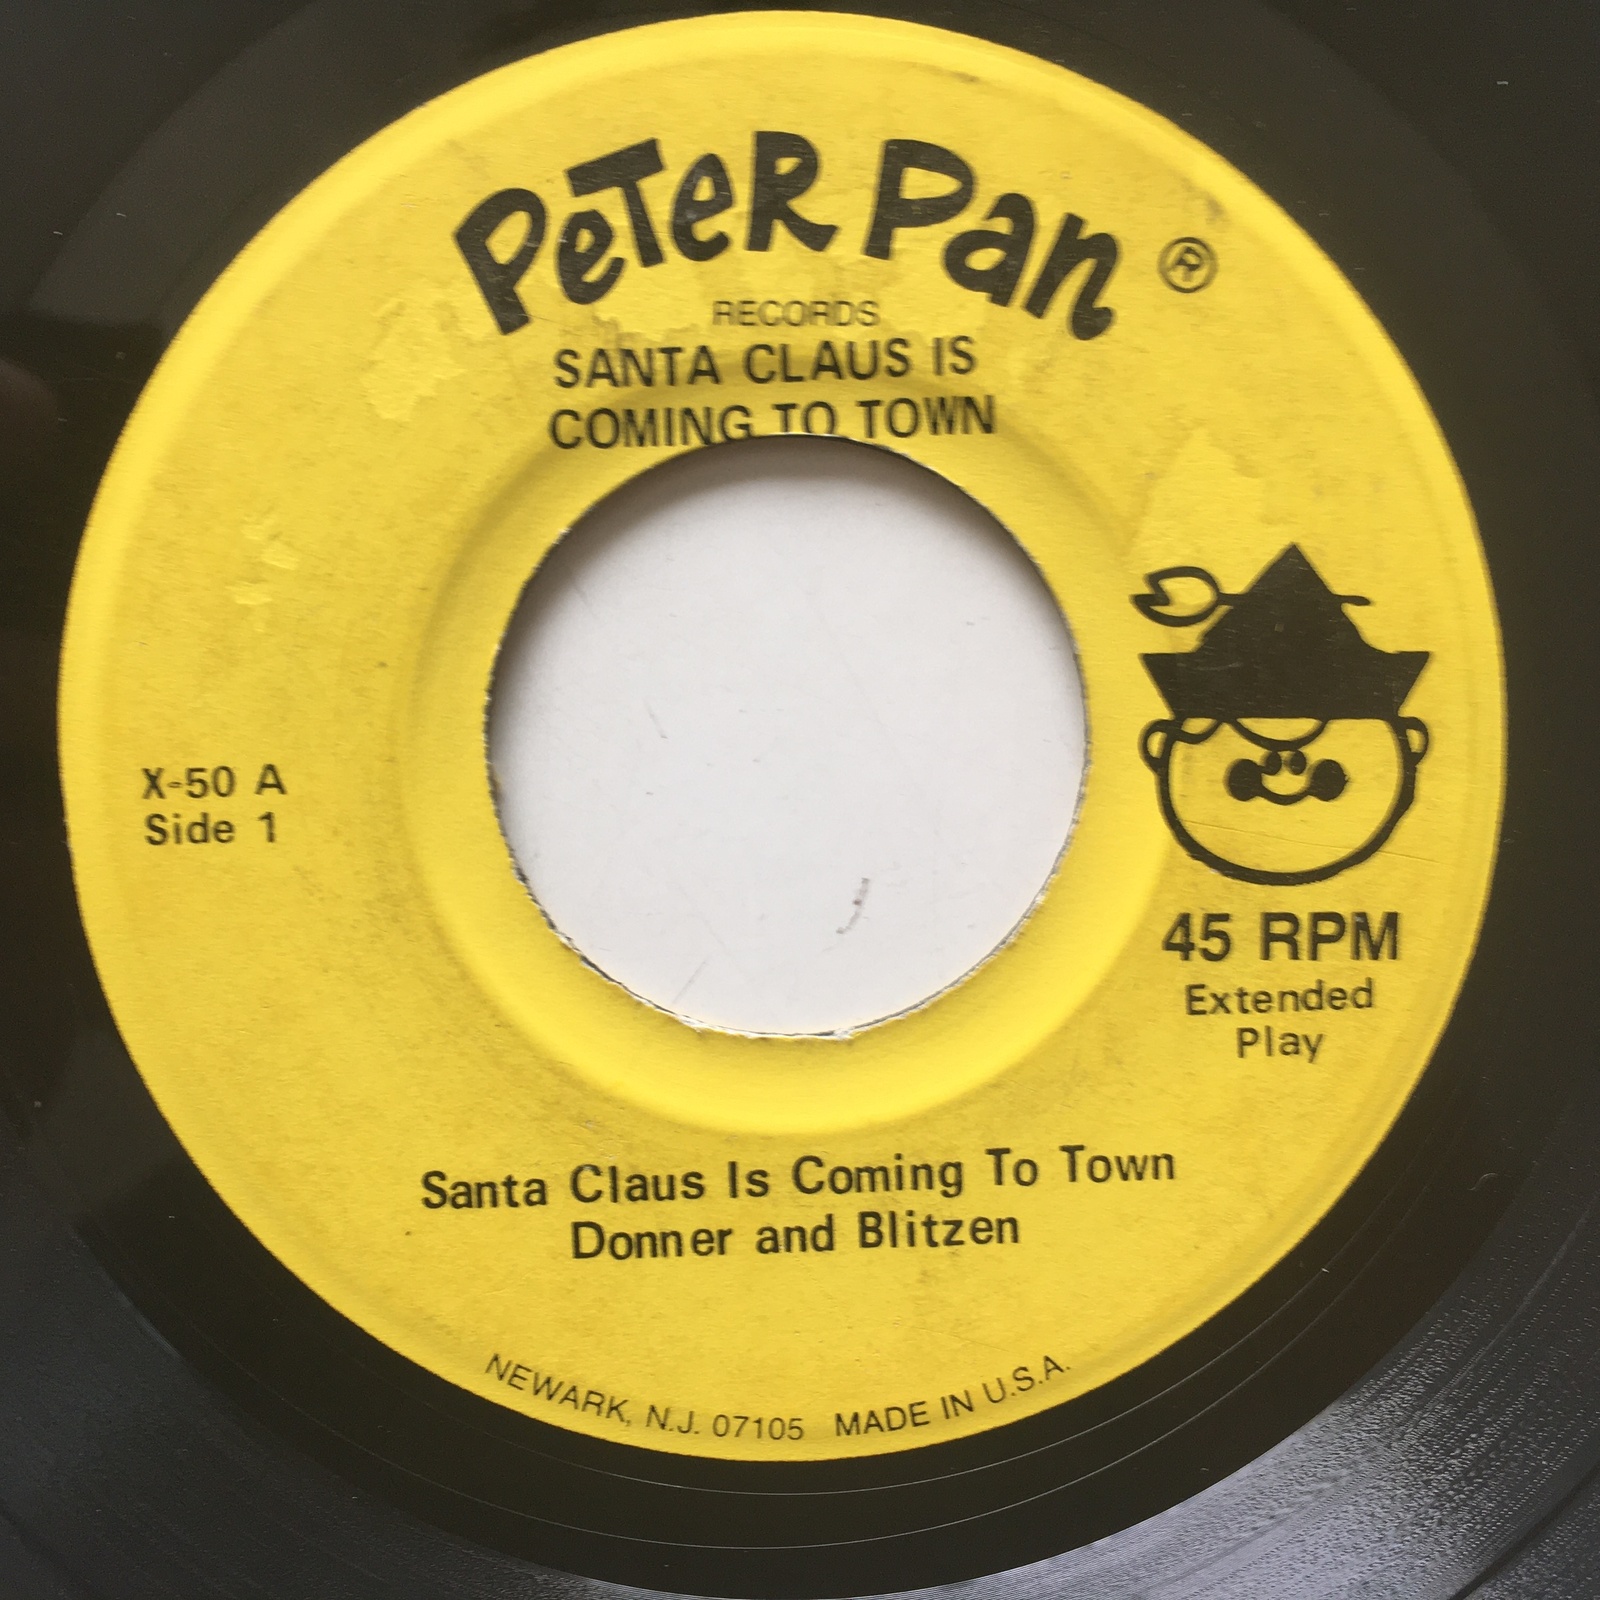 PeTeR Pan ®
RECORDS
SANTA CLAUS IS
COMING TO TOWN
X-50 A
Side 1
45 RPM
Extended
Play
Santa Claus Is Coming To Town
Donner and Blitzen
NEWARK, N.J. 07105 MADE IN U.S.A.